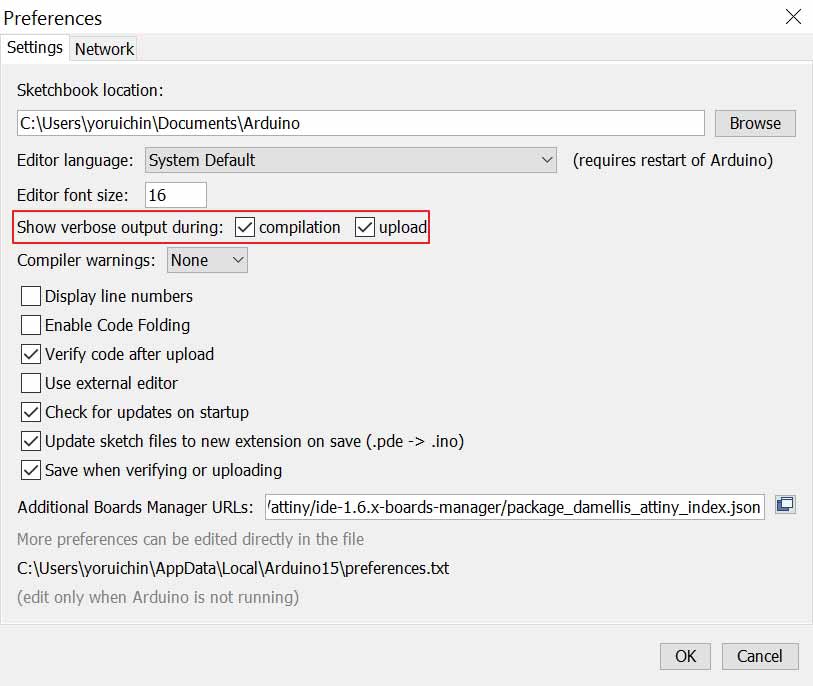 Preferences
Settings Network
Sketchbook location:
C:\Users\yoruichin\Documents\Arduino Browse
Editor language: System Default (requires restart of Arduino)
Editor font size: 16
Show verbose output during: compilation upload
Compiler warnings: None
Display line numbers
Enable Code Folding
Verify code after upload
Use external editor
Check for updates on startup
Update sketch files to new extension on save (.pde -> .ino)
Save when verifying or uploading
Additional Boards Manager URLs: /attiny/ide-1.6.x-boards-manager/package_damellis_attiny_index.json
More preferences can be edited directly in the file
C:\Users\yoruichin\AppData\Local\Arduino15\preferences.txt
(edit only when Arduino is not running)
OK Cancel